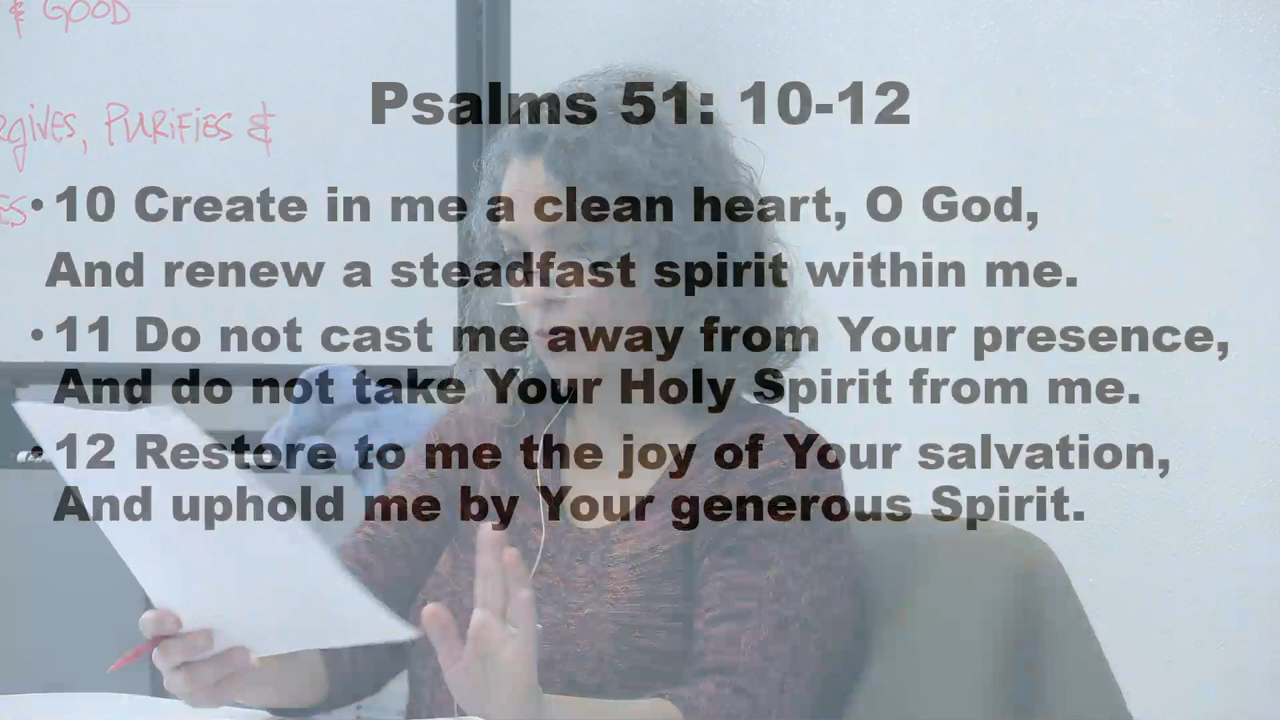 & GOOD
Psalms 51: 10-12
rgives, PURIFIES &
• 10 Create in me a clean heart, O God,
ES
And renew a steadfast spirit within me.
• 11 Do not cast me away from Your presence,
And do not take Your Holy Spirit from me.
• 12 Restore to me the joy of Your salvation,
And uphold me by Your generous Spirit.